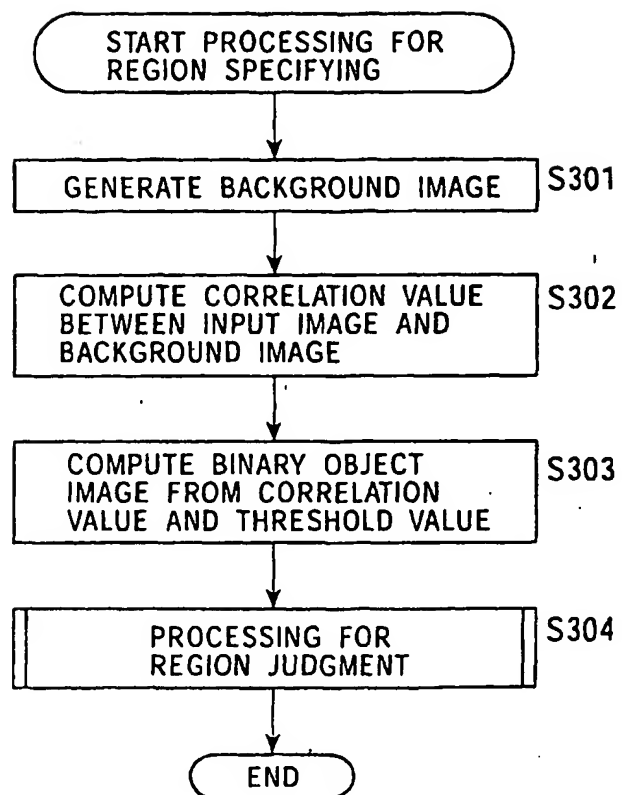 START PROCESSING FOR
REGION SPECIFYING
GENERATE BACKGROUND IMAGE
S301
COMPUTE CORRELATION VALUE
BETWEEN INPUT IMAGE AND
BACKGROUND IMAGE
S302
COMPUTE BINARY OBJECT
IMAGE FROM CORRELATION
VALUE AND THRESHOLD VALUE
S303
PROCESSING FOR
REGION JUDGMENT
S304
END